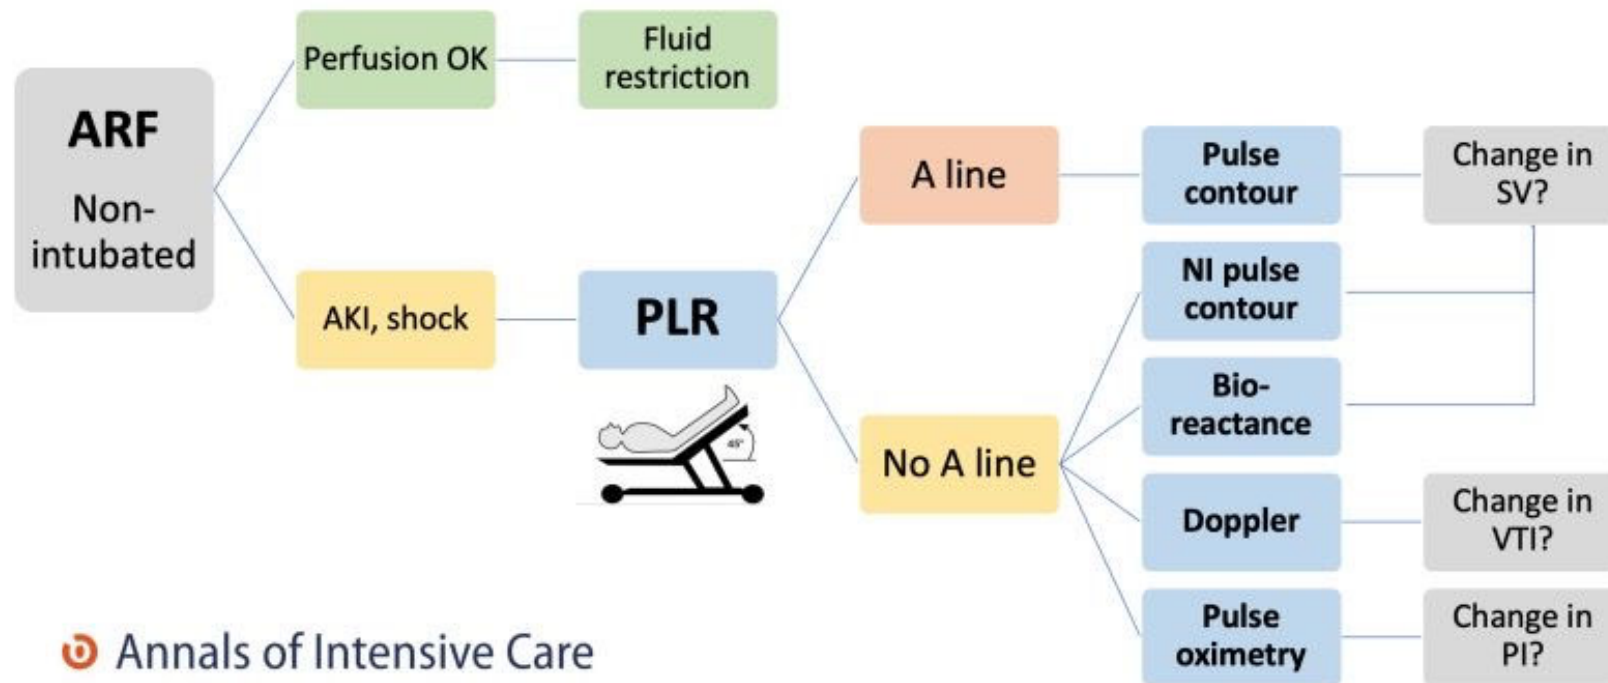 ARF
Non-
intubated
Perfusion OK
Fluid
restriction
AKI, shock
PLR
45°
A line
No A line
Pulse
contour
NI pulse
contour
Bio-
reactance
Doppler
Pulse
oximetry
Change in
SV?
Change in
VTI?
Change in
PI?
Annals of Intensive Care